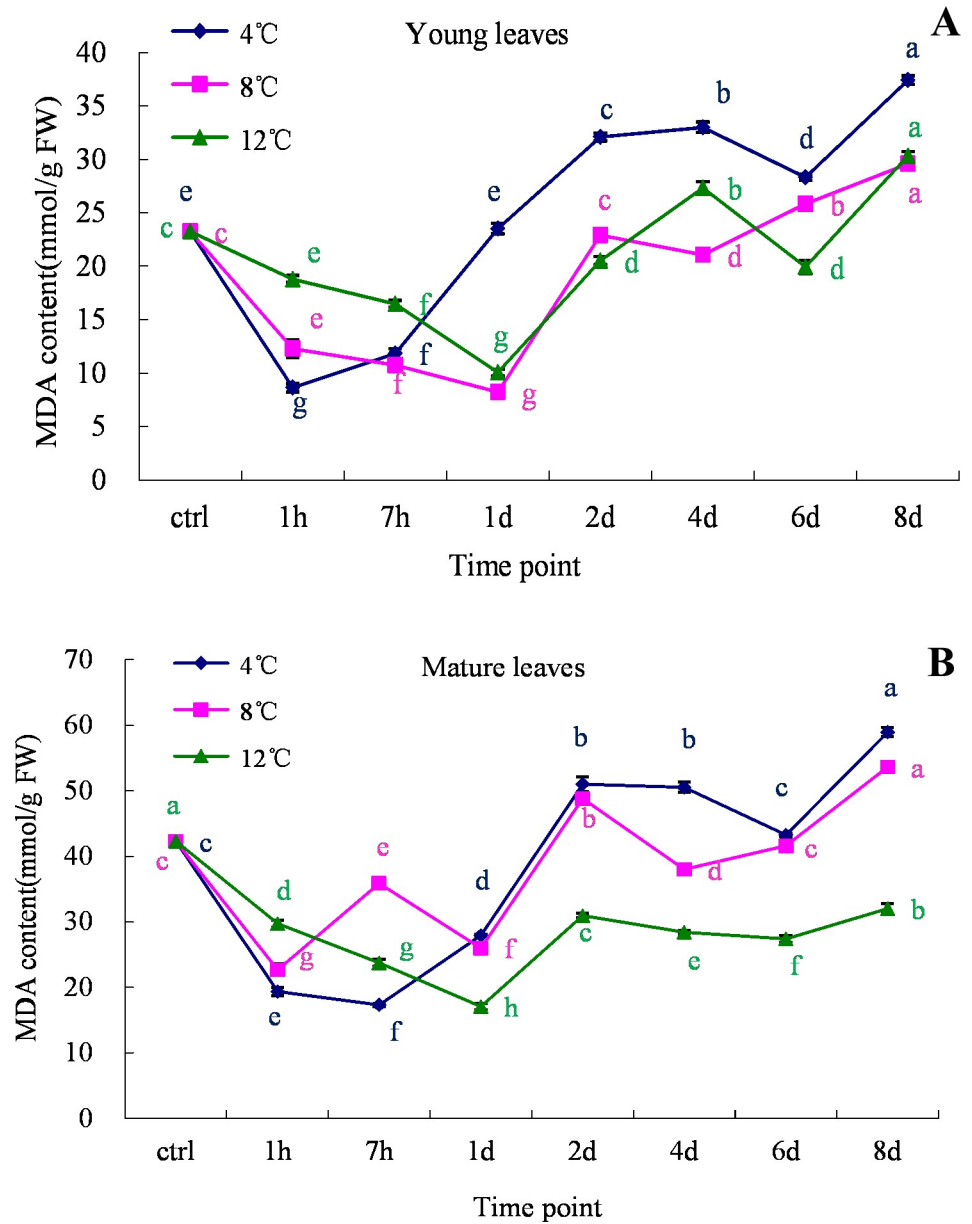 A
Young leaves
4℃
8℃
12℃
MDA content(mmol/g FW)
40
35
30
25
20
15
10
5
0
e
c
c
e
e
g
f
f
f
e
g
g
c
c
d
b
b
d
d
b
d
a
a
a
ctrl 1h 7h 1d 2d 4d 6d 8d
Time point
B
Mature leaves
4℃
8℃
12℃
MDA content(mmol/g FW)
70
60
50
40
30
20
10
0
a
c
c
d
g
e
e
g
f
d
f
h
b
b
c
b
d
e
c
c
f
a
a
b
ctrl 1h 7h 1d 2d 4d 6d 8d
Time point